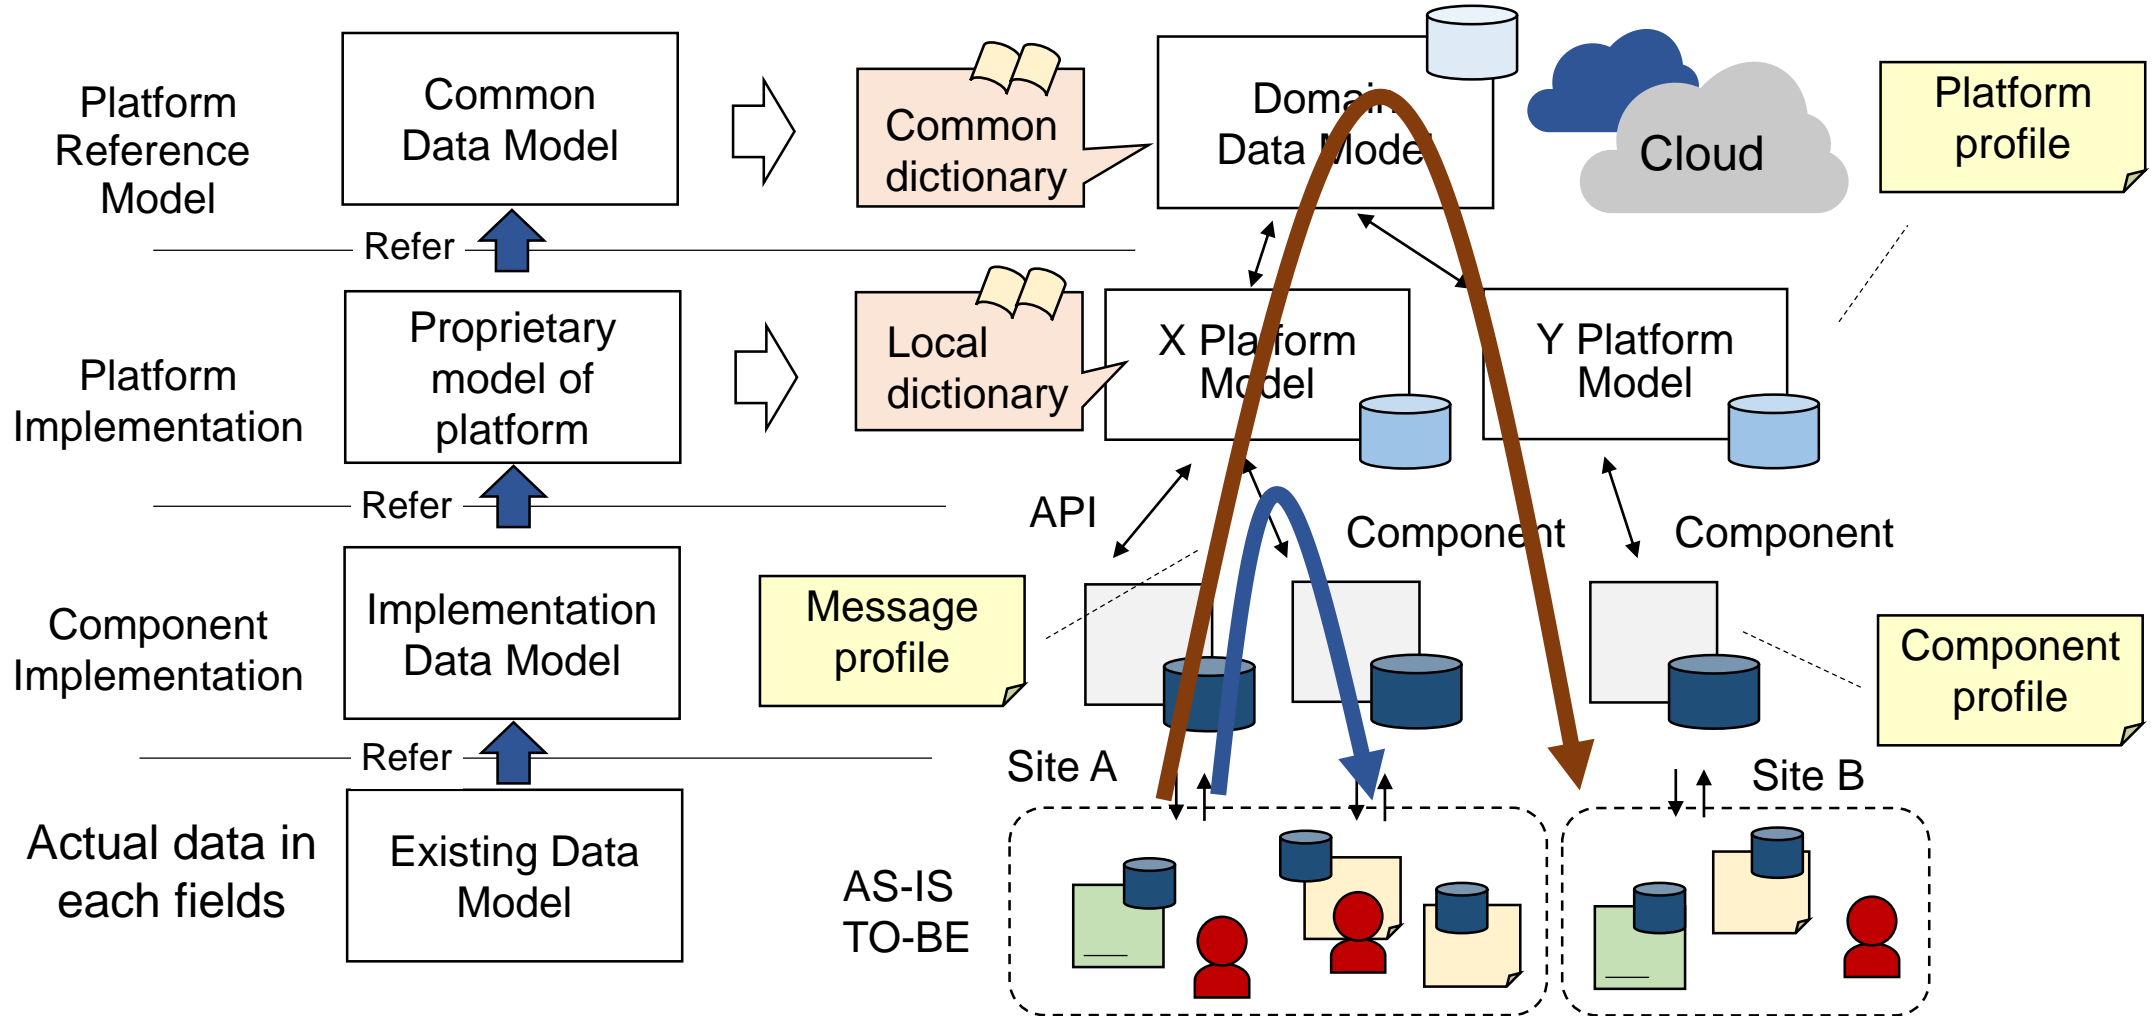 Platform
Reference
Model
Common
Data Model
Common
dictionary
Domain
Data Model
Cloud
Platform
profile
Refer
Platform
Implementation
Proprietary
model of
platform
Local
dictionary
X Platform
Model
Y Platform
Model
Refer
API
Component
Component
Component
Implementation
Implementation
Data Model
Message
profile
Component
profile
Refer
Site A
Site B
Actual data in
each fields
Existing Data
Model
AS-IS
TO-BE